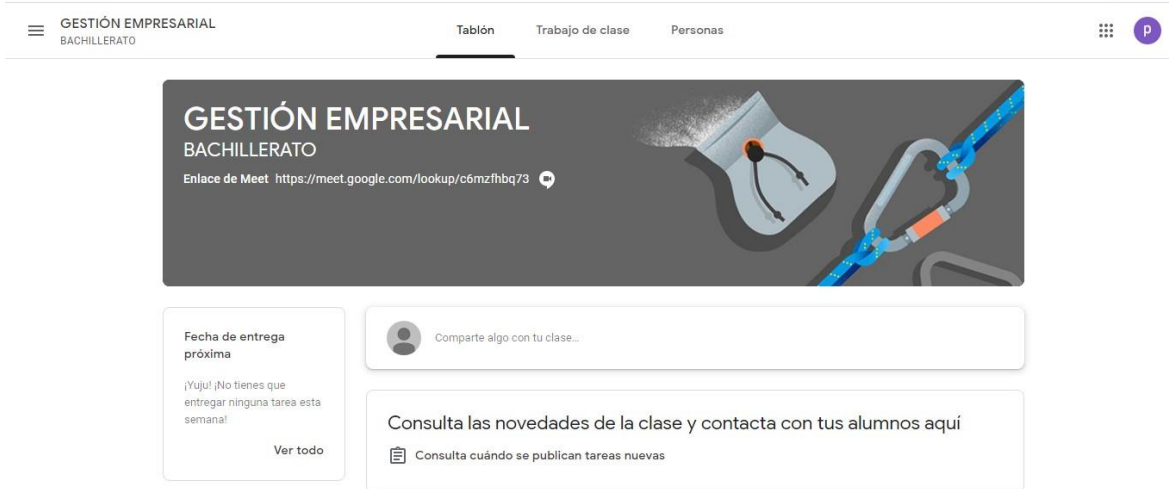 GESTIÓN EMPRESARIAL
BACHILLERATO
Tablón
Trabajo de clase
Personas
p
GESTIÓN EMPRESARIAL
BACHILLERATO
Enlace de Meet https://meet.google.com/lookup/c6mzfhbq73
Fecha de entrega
próxima
¡Yuju! ¡No tienes que
entregar ninguna tarea esta
semana!
Ver todo
Comparte algo con tu clase...
Consulta las novedades de la clase y contacta con tus alumnos aquí
Consulta cuándo se publican tareas nuevas